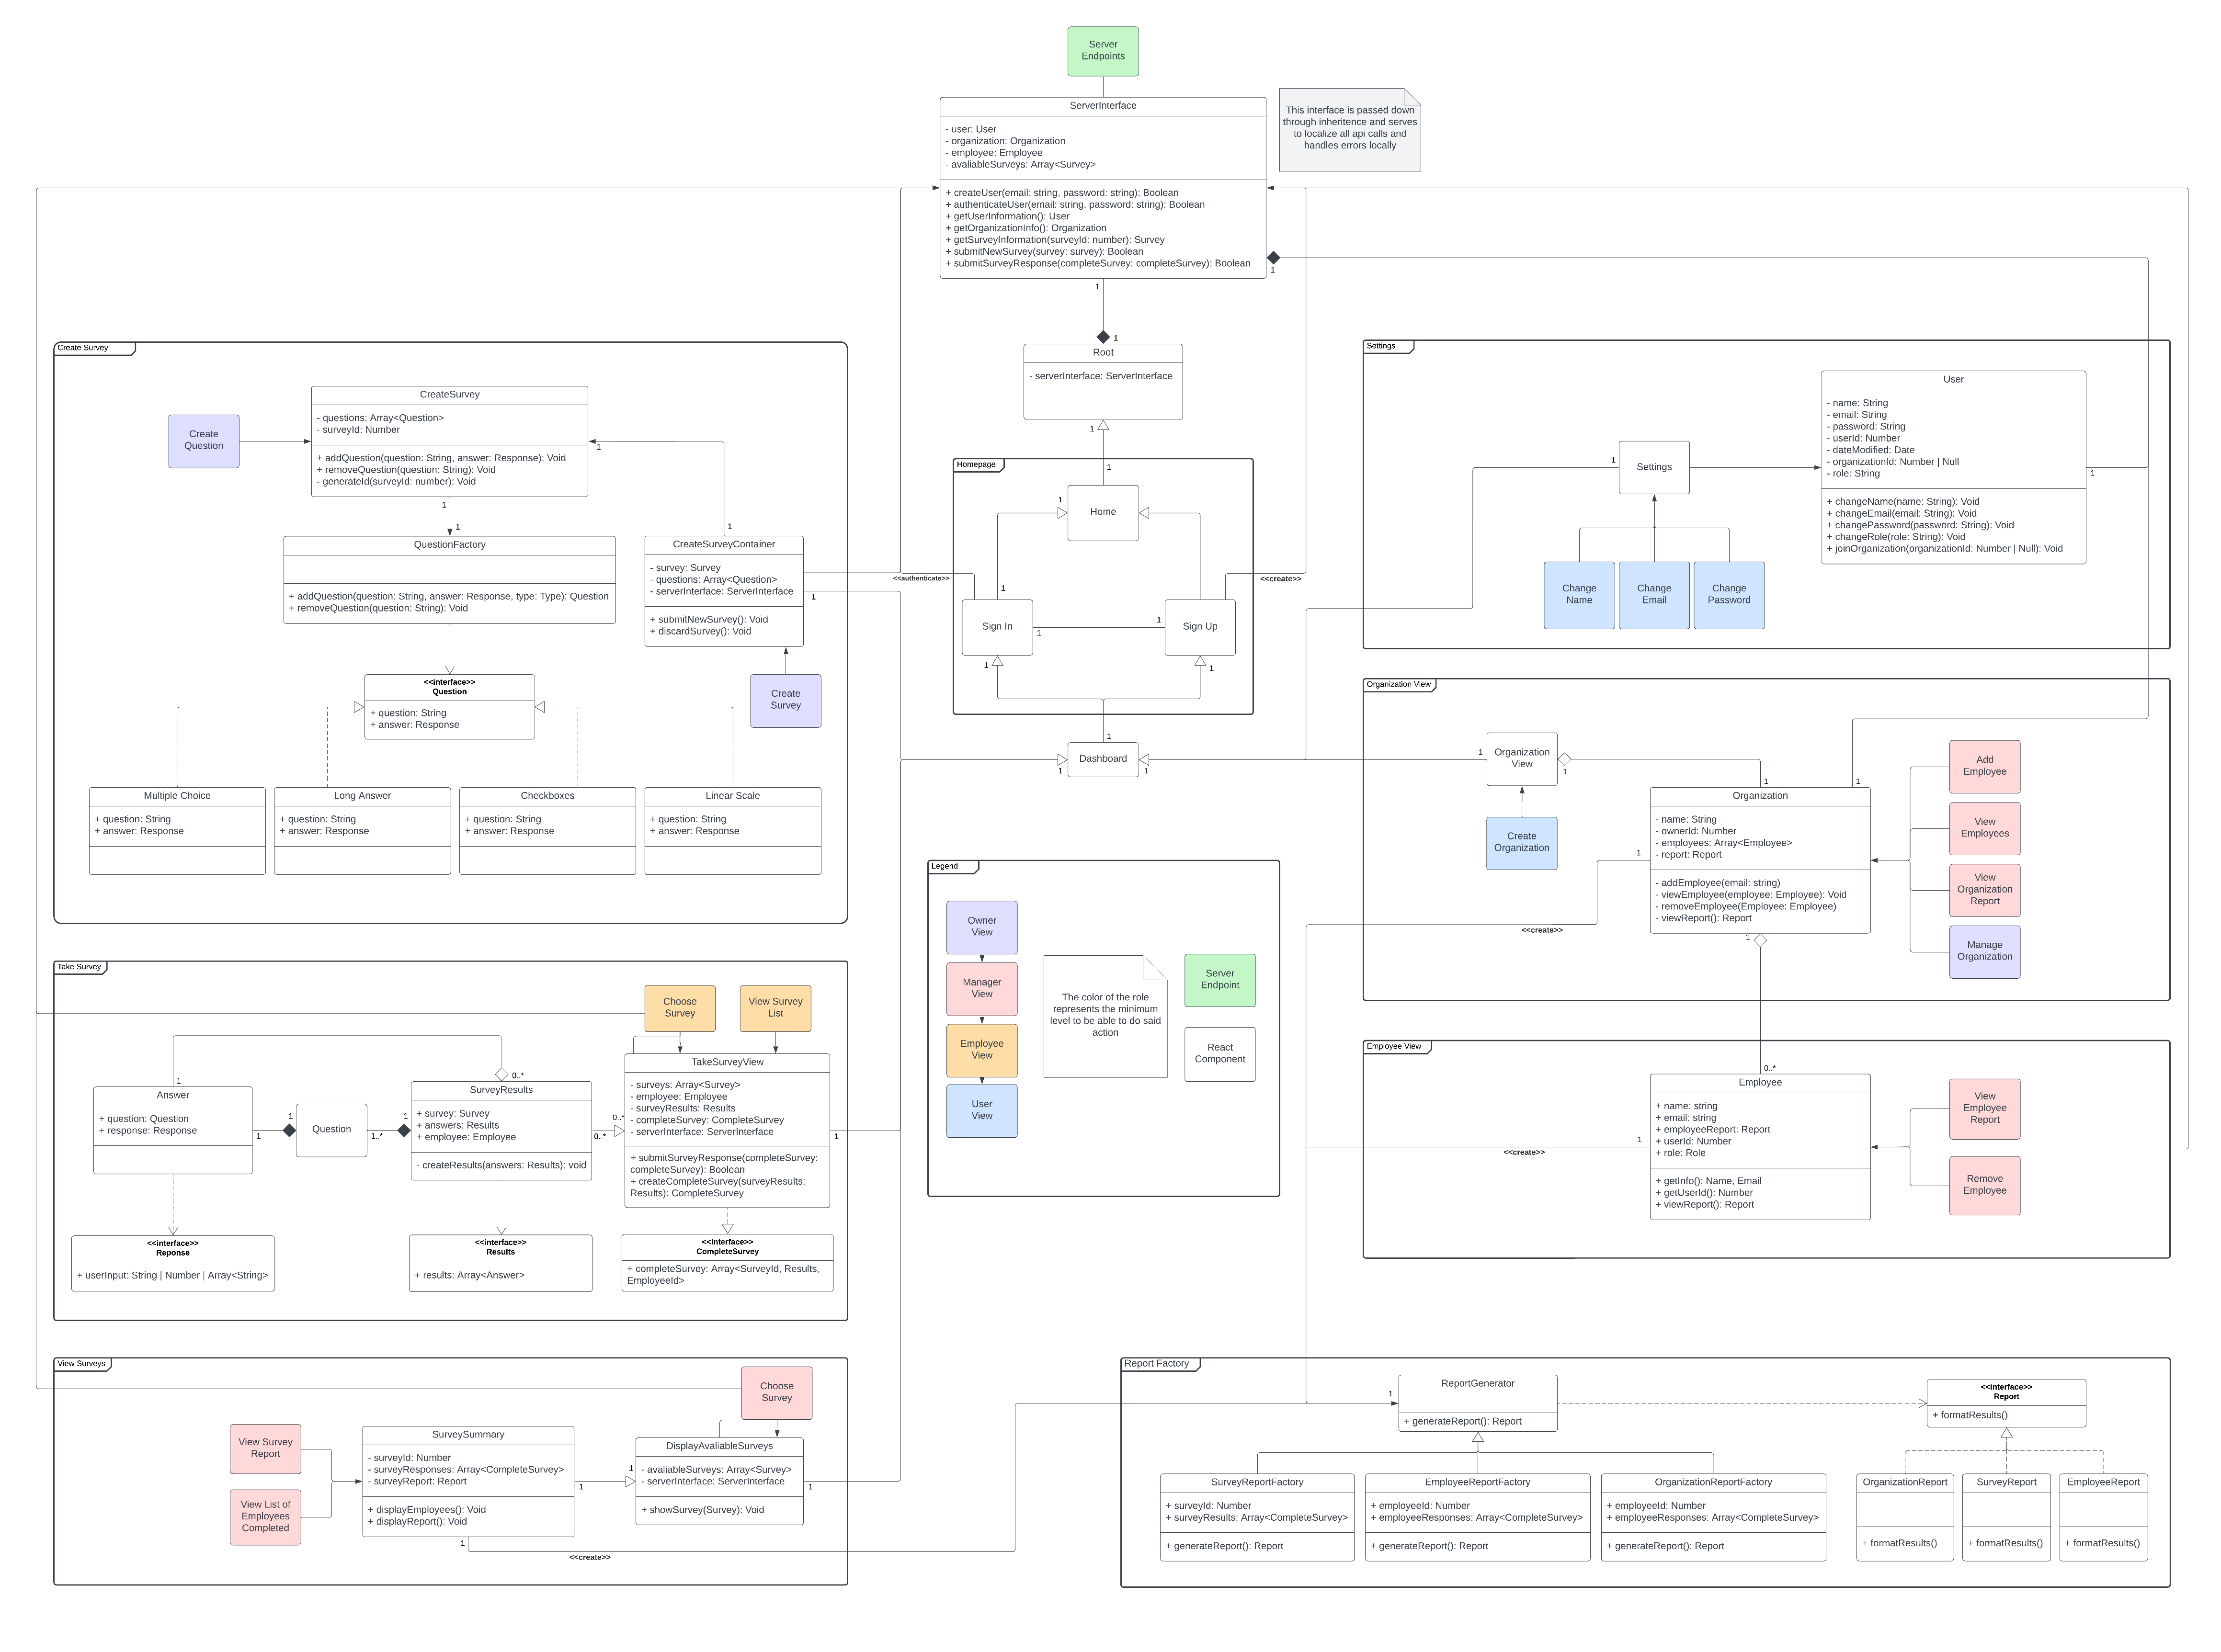 Server
Endpoints
ServerInterface
- user: User
- organization: Organization
- employee: Employee
- avaliableSurveys: Array<Survey>
+ createUser(email: string, password: string): Boolean
+ authenticateUser(email: string, password: string): Boolean
+ getUserInformation(): User
+ getOrganizationInfo(): Organization
+ getSurveyInformation(surveyId: number): Survey
+ submitNewSurvey(survey: survey): Boolean
+ submitSurveyResponse(completeSurvey: completeSurvey): Boolean
1
1
This interface is passed down
through inheritence and serves
to localize all api calls and
handles errors locally
1
Root
- serverInterface: ServerInterface
1
Create Survey
CreateSurvey
- questions: Array<Question>
- surveyId: Number
+ addQuestion(question: String, answer: Response): Void
+ removeQuestion(question: String): Void
- generateId(surveyId: number): Void
Create
Question
1
1
1
1
QuestionFactory
+ addQuestion(question: String, answer: Response, type: Type): Question
+ removeQuestion(question: String): Void
CreateSurveyContainer
- survey: Survey
- questions: Array<Question>
- serverInterface: ServerInterface
+ submitNewSurvey(): Void
+ discardSurvey(): Void
1
Create
Survey
<<interface>>
Question
+ question: String
+ answer: Response
Multiple Choice
+ question: String
+ answer: Response
Long Answer
+ question: String
+ answer: Response
Checkboxes
+ question: String
+ answer: Response
Linear Scale
+ question: String
+ answer: Response
Homepage
1
1
Home
<<authenticate>>
<<create>>
1
Sign In
1
1
Sign Up
1
1
1
Dashboard
1
1
Settings
1
Settings
Change
Name
Change
Email
Change
Password
User
- name: String
- email: String
- password: String
- userId: Number
- dateModified: Date
- organizationId: Number | Null
- role: String
+ changeName(name: String): Void
+ changeEmail(email: String): Void
+ changePassword(password: String): Void
+ changeRole(role: String): Void
+ joinOrganization(organizationId: Number | Null): Void
1
Organization View
1
Organization
View
1
Create
Organization
1
1
Organization
- name: String
- ownerId: Number
- employees: Array<Employee>
- report: Report
- addEmployee(email: string)
- viewEmployee(employee: Employee): Void
- removeEmployee(Employee: Employee)
- viewReport(): Report
1
<<create>>
1
Add
Employee
View
Employees
View
Organization
Report
Manage
Organization
Legend
Owner
View
Manager
View
Employee
View
User
View
The color of the role
represents the minimum
level to be able to do said
action
Server
Endpoint
React
Component
Take Survey
Choose
Survey
View Survey
List
1
Answer
+ question: Question
+ response: Response
1
1
Question
1..*
1
0..*
SurveyResults
+ survey: Survey
+ answers: Results
+ employee: Employee
- createResults(answers: Results): void
0..*
0..*
TakeSurveyView
- surveys: Array<Survey>
- employee: Employee
- surveyResults: Results
- completeSurvey: CompleteSurvey
- serverInterface: ServerInterface
+ submitSurveyResponse(completeSurvey:
completeSurvey): Boolean
+ createCompleteSurvey(surveyResults:
Results): CompleteSurvey
1
<<interface>>
Reponse
+ userInput: String | Number | Array<String>
<<interface>>
Results
+ results: Array<Answer>
<<interface>>
CompleteSurvey
+ completeSurvey: Array<SurveyId, Results,
EmployeeId>
Employee View
0..*
Employee
+ name: string
+ email: string
+ employeeReport: Report
+ userId: Number
+ role: Role
+ getInfo(): Name, Email
+ getUserId(): Number
+ viewReport(): Report
1
<<create>>
View
Employee
Report
Remove
Employee
View Surveys
Choose
Survey
View Survey
Report
View List of
Employees
Completed
SurveySummary
- surveyId: Number
- surveyResponses: Array<CompleteSurvey>
- surveyReport: Report
+ displayEmployees(): Void
+ displayReport(): Void
1
1
1
DisplayAvaliableSurveys
- avaliableSurveys: Array<Survey>
- serverInterface: ServerInterface
+ showSurvey(Survey): Void
1
<<create>>
Report Factory
1
ReportGenerator
+ generateReport(): Report
<<interface>>
Report
+ formatResults()
SurveyReportFactory
+ surveyId: Number
+ surveyResults: Array<CompleteSurvey>
+ generateReport(): Report
EmployeeReportFactory
+ employeeId: Number
+ employeeResponses: Array<CompleteSurvey>
+ generateReport(): Report
OrganizationReportFactory
+ employeeId: Number
+ employeeResponses: Array<CompleteSurvey>
+ generateReport(): Report
OrganizationReport
+ formatResults()
SurveyReport
+ formatResults()
EmployeeReport
+ formatResults()